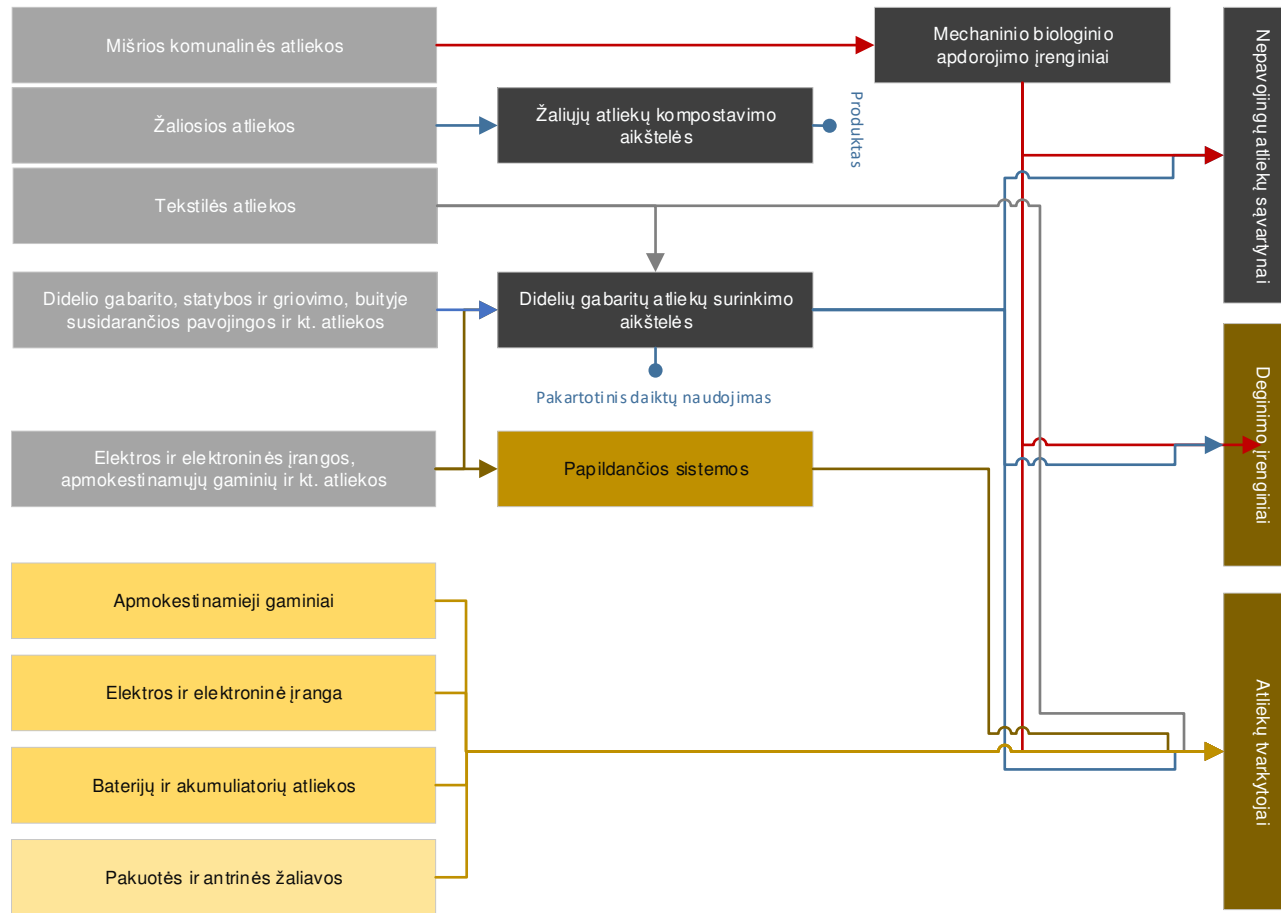 Mišrios komunalinės atliekos
Mechaninio biologinio
apdorojimo įrenginiai
Nepavojingų atliekų sąvartynai
Žaliosios atliekos
Žaliųjų atliekų kompostavimo
aikštelės
Produktas
Tekstilės atliekos
Didelio gabarito, statybos ir griovimo, buityje
susidarančios pavojingos ir kt. atliekos
Didelių gabaritų atliekų surinkimo
aikštelės
Pakartotinis daiktų naudojimas
Deginimo įrenginiai
Elektros ir elektroninės įrangos,
apmokestinamųjų gaminių ir kt. atliekos
Papildančios sistemos
Apmokestinamieji gaminiai
Elektros ir elektroninė įranga
Atliekų tvarkytojai
Baterijų ir akumuliatorių atliekos
Pakuotės ir antrinės žaliavos